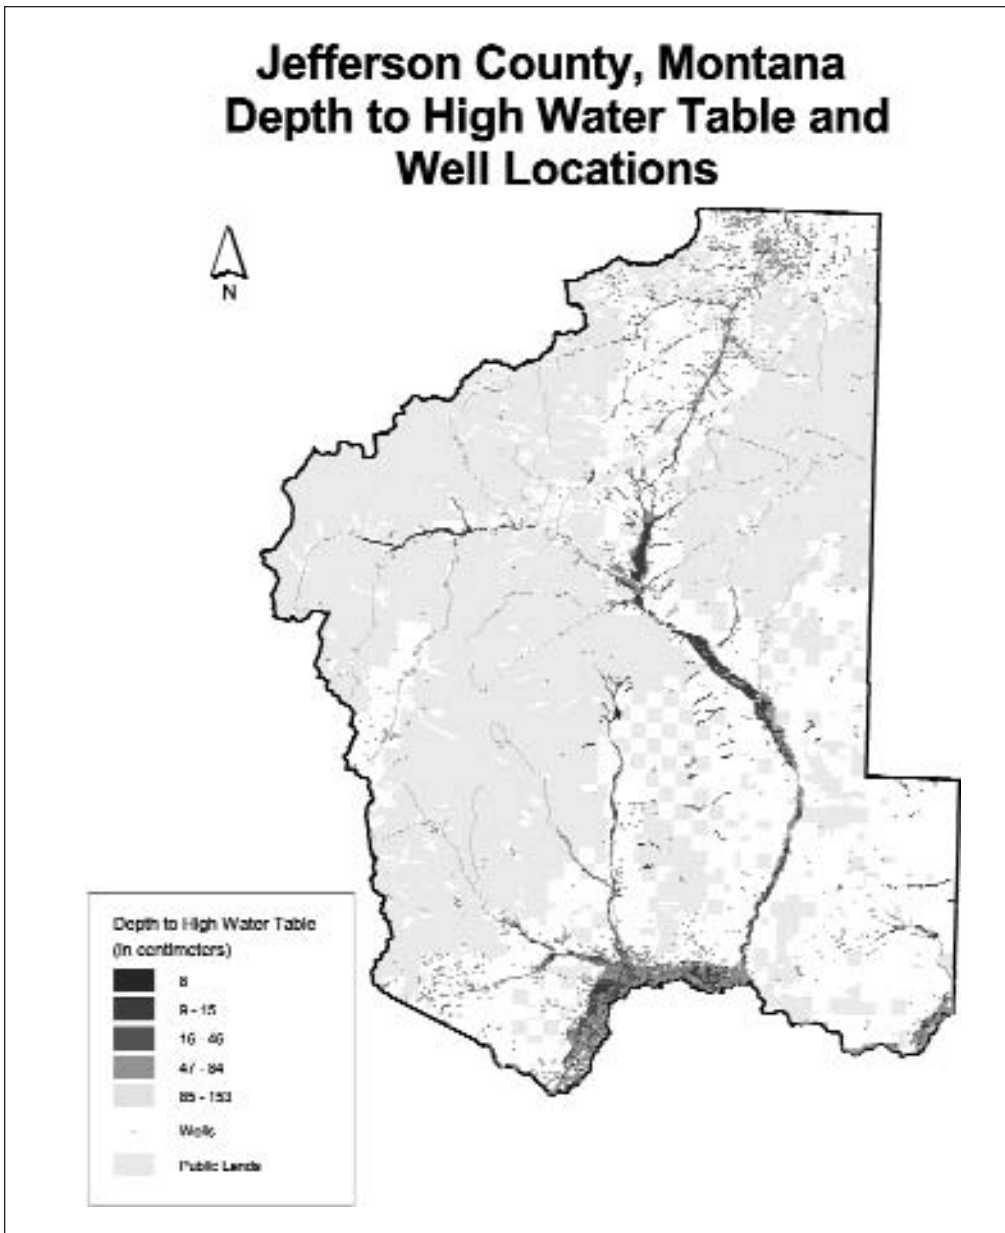 Jefferson County, Montana
Depth to High Water Table and
Well Locations
N
Depth to High Water Table
(in centimeters)
8
9 - 15
16 - 46
47 - 84
85 - 153
Wells
Public Lands